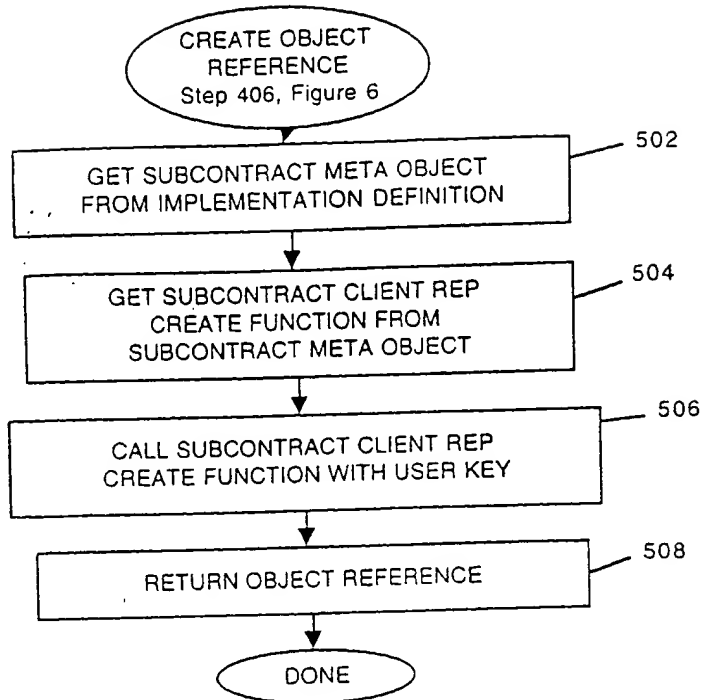 CREATE OBJECT
REFERENCE
Step 406, Figure 6
502
GET SUBCONTRACT META OBJECT
FROM IMPLEMENTATION DEFINITION
504
GET SUBCONTRACT CLIENT REP
CREATE FUNCTION FROM
SUBCONTRACT META OBJECT
506
CALL SUBCONTRACT CLIENT REP
CREATE FUNCTION WITH USER KEY
508
RETURN OBJECT REFERENCE
DONE